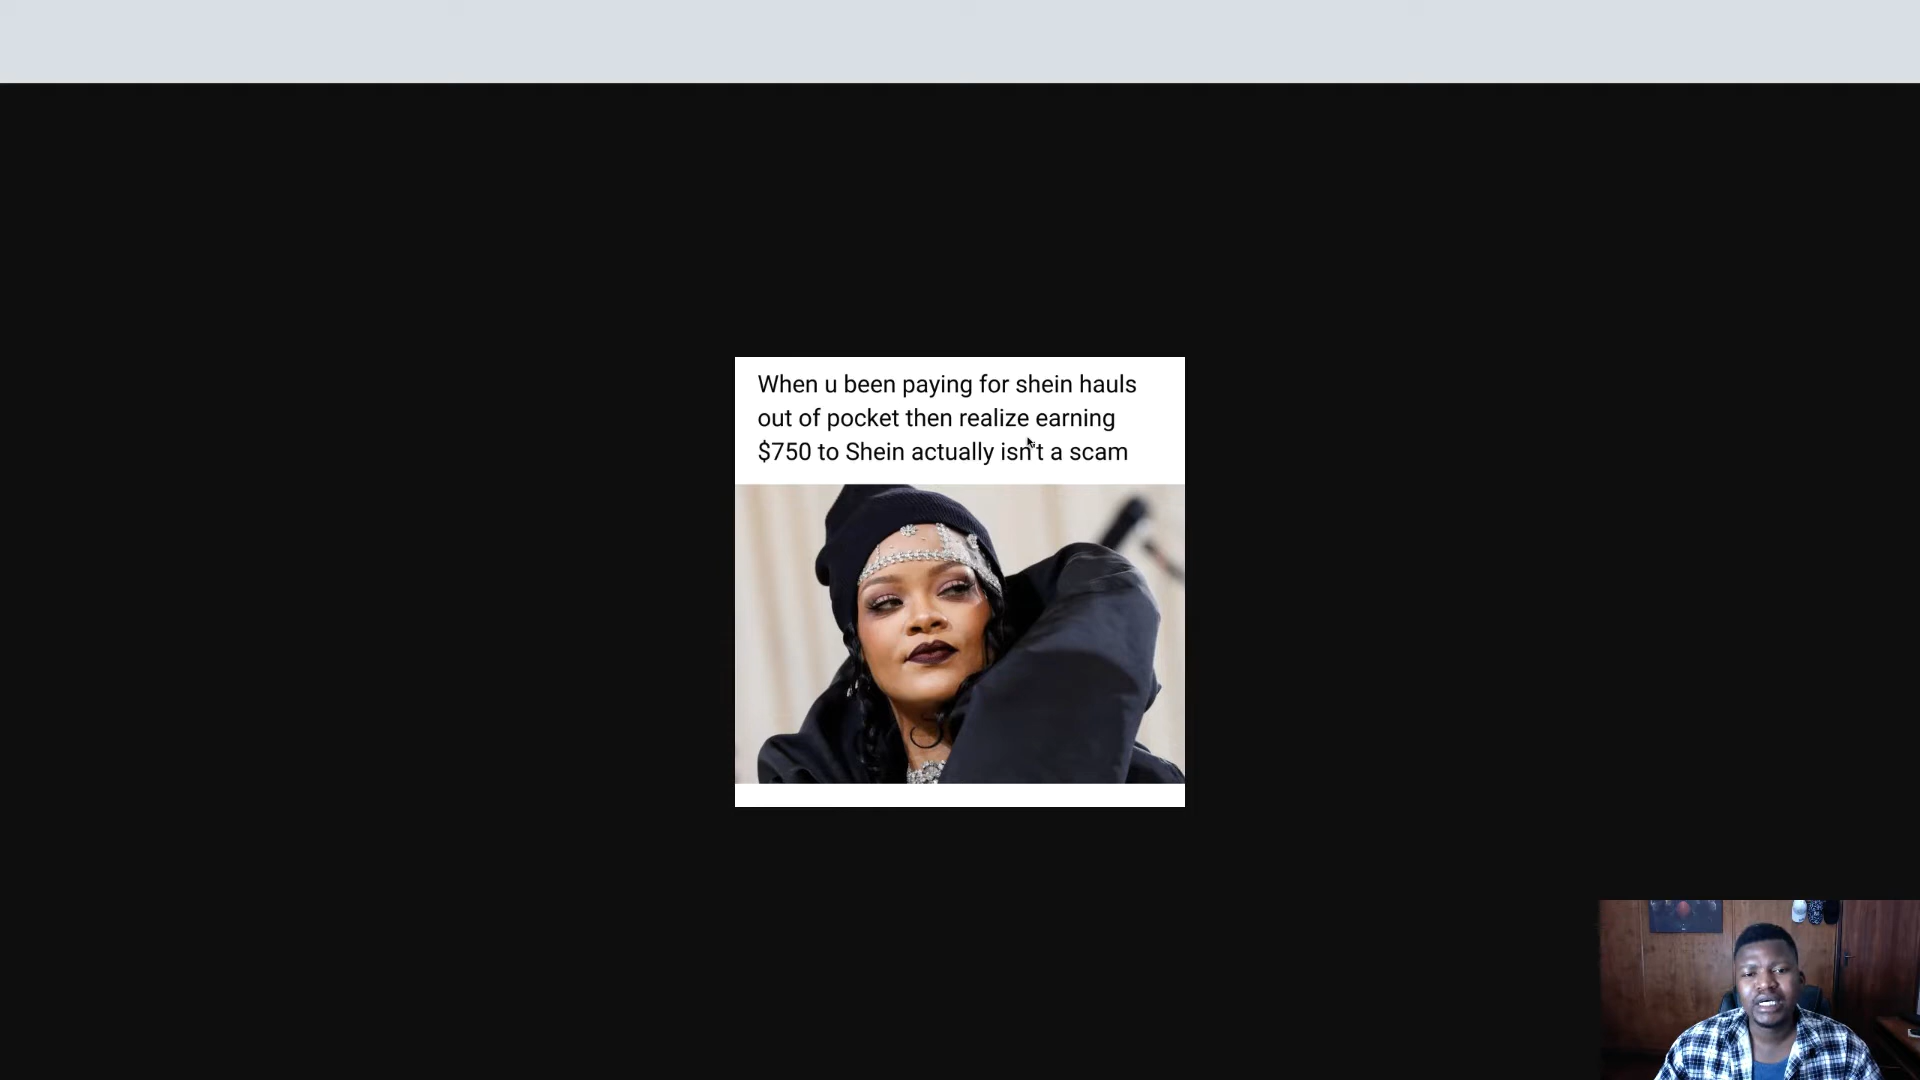 When u been paying for shein hauls
out of pocket then realize earning
$750 to Shein actually isn't a scam